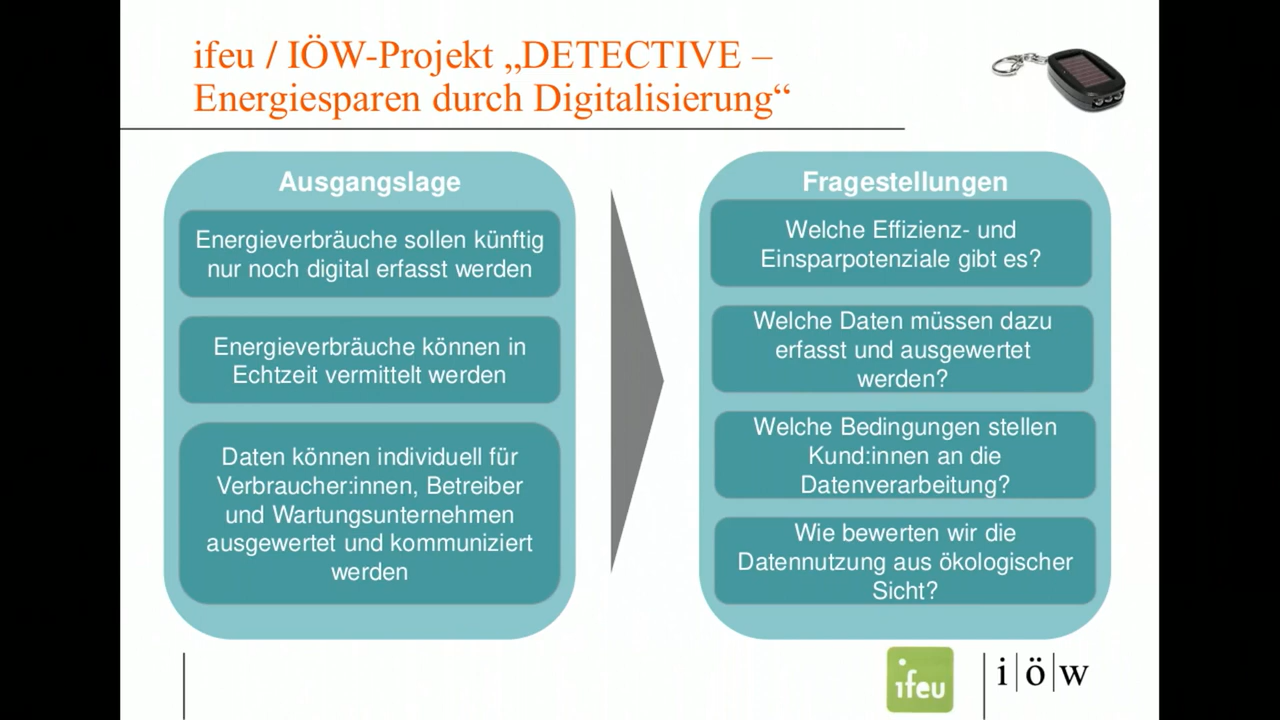 ifeu / IÖW-Projekt „DETECTIVE –
Energiesparen durch Digitalisierung“
Ausgangslage
Energieverbräuche sollen künftig
nur noch digital erfasst werden
Energieverbräuche können in
Echtzeit vermittelt werden
Daten können individuell für
Verbraucher:innen, Betreiber
und Wartungsunternehmen
ausgewertet und kommuniziert
werden
Fragestellungen
Welche Effizienz- und
Einsparpotenziale gibt es?
Welche Daten müssen dazu
erfasst und ausgewertet
werden?
Welche Bedingungen stellen
Kund:innen an die
Datenverarbeitung?
Wie bewerten wir die
Datennutzung aus ökologischer
Sicht?
ifeu
i|ö|w